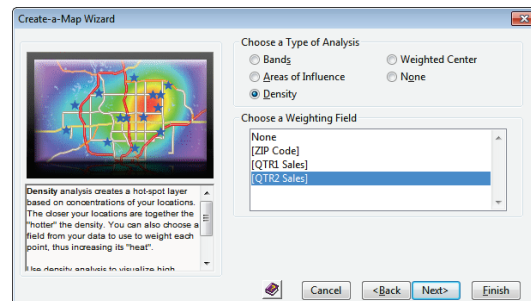 Create-a-Map Wizard
Choose a Type of Analysis
Bands
Weighted Center
Areas of Influence
None
Density
Choose a Weighting Field
None
[ZIP Code]
[QTR1 Sales]
[QTR2 Sales]
Density analysis creates a hot-spot layer
based on concentrations of your locations.
The closer your locations are together the
"hotter" the density. You can also choose a
field from your data to use to weight each
point, thus increasing its "heat".
Use density analysis to visualize high
Cancel
<Back
Next>
Finish